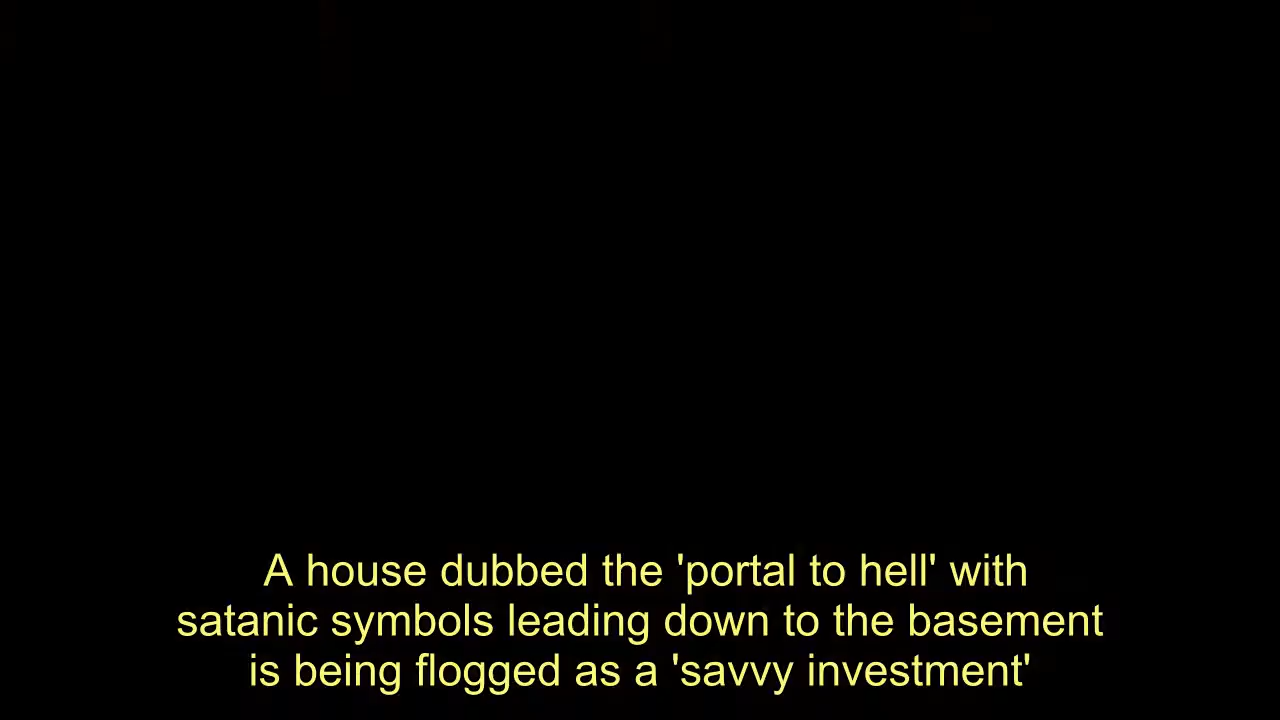 A house dubbed the 'portal to hell' with
satanic symbols leading down to the basement
is being flogged as a 'savvy investment'